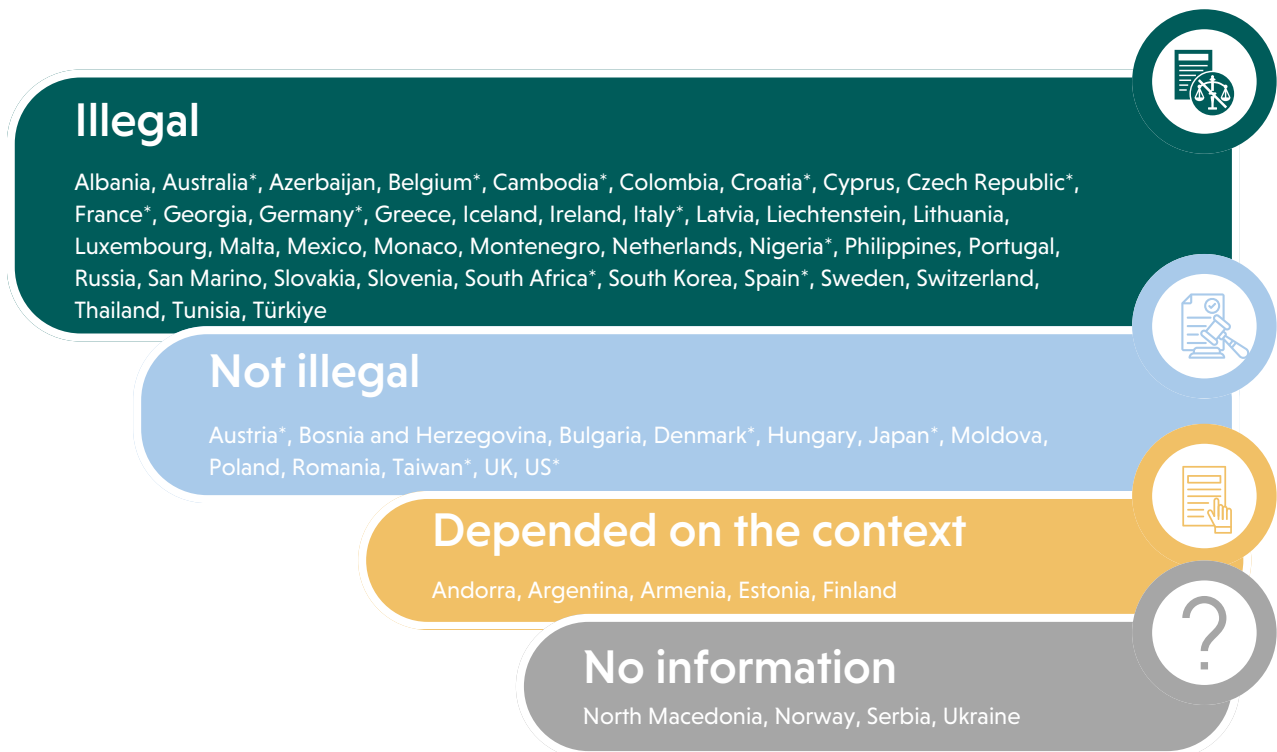 Illegal
Albania, Australia*, Azerbaijan, Belgium*, Cambodia*, Colombia, Croatia*, Cyprus, Czech Republic*,
France*, Georgia, Germany*, Greece, Iceland, Ireland, Italy*, Latvia, Liechtenstein, Lithuania,
Luxembourg, Malta, Mexico, Monaco, Montenegro, Netherlands, Nigeria*, Philippines, Portugal,
Russia, San Marino, Slovakia, Slovenia, South Africa*, South Korea, Spain*, Sweden, Switzerland,
Thailand, Tunisia, Türkiye
Not illegal
Austria*, Bosnia and Herzegovina, Bulgaria, Denmark*, Hungary, Japan*, Moldova,
Poland, Romania, Taiwan*, UK, US*
Depended on the context
Andorra, Argentina, Armenia, Estonia, Finland
?
No information
North Macedonia, Norway, Serbia, Ukraine